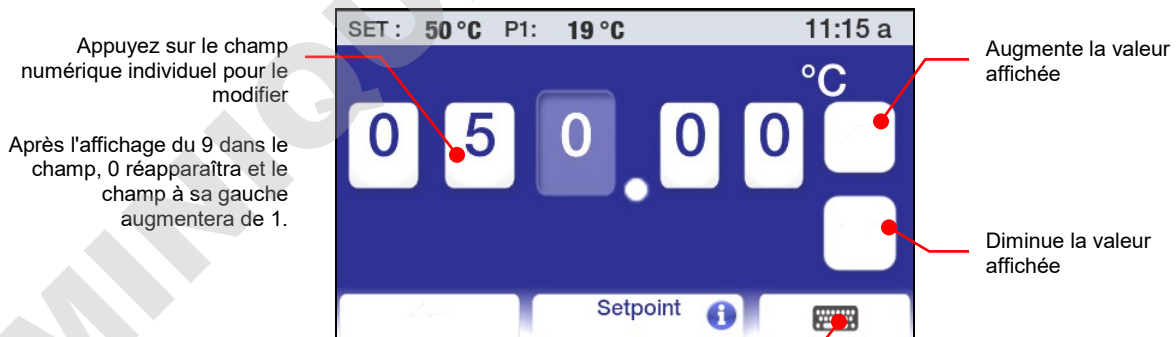 SET : 50 °C P1: 19 °C 11:15 a
Appuyez sur le champ
numérique individuel pour le
modifier
Après l'affichage du 9 dans le
champ, 0 réapparaîtra et le
champ à sa gauche
augmentera de 1.
°C
0 5 0 . 0 0
Setpoint
Augmente la valeur
affichée
Diminue la valeur
affichée